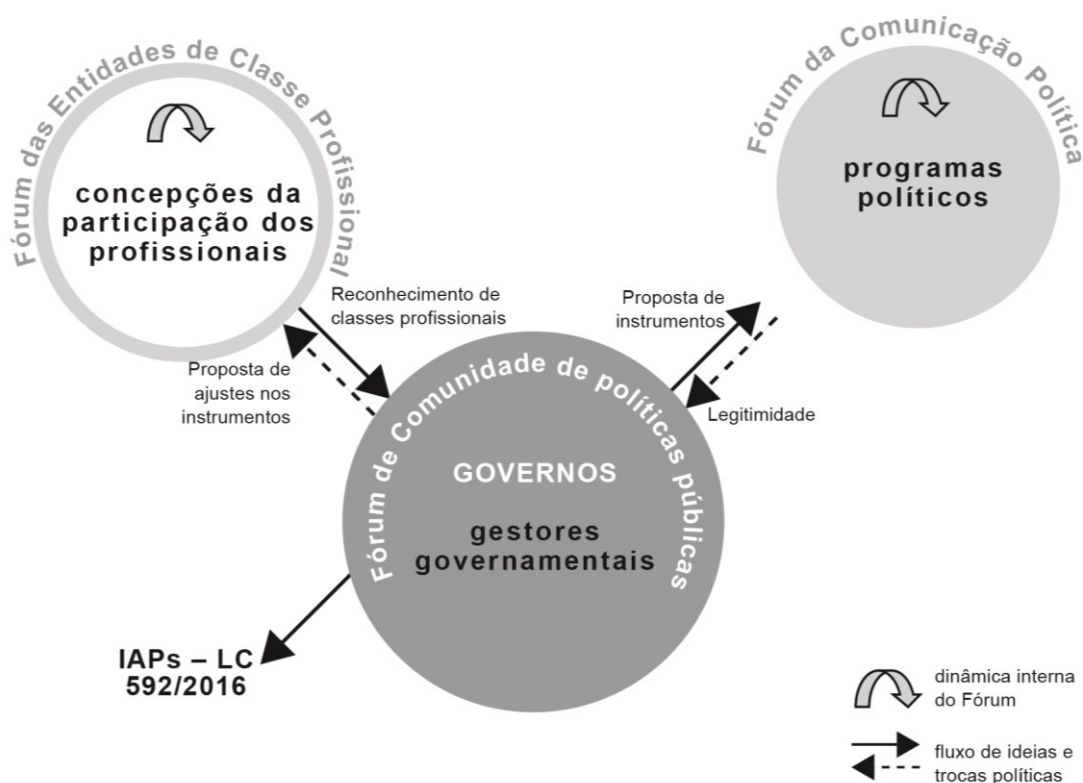 Fórum das Entidades de Classe Profissional
concepções da
participação dos
profissionais
Fórum da Comunicação Política
programas
políticos
Reconhecimento de
classes profissionais
Proposta de
ajustes nos
instrumentos
Proposta de
instrumentos
Legitimidade
Fórum de Comunidade de políticas públicas
GOVERNOS
gestores
governamentais
IAPs – LC
592/2016
dinâmica interna
do Fórum
fluxo de ideias e
trocas políticas